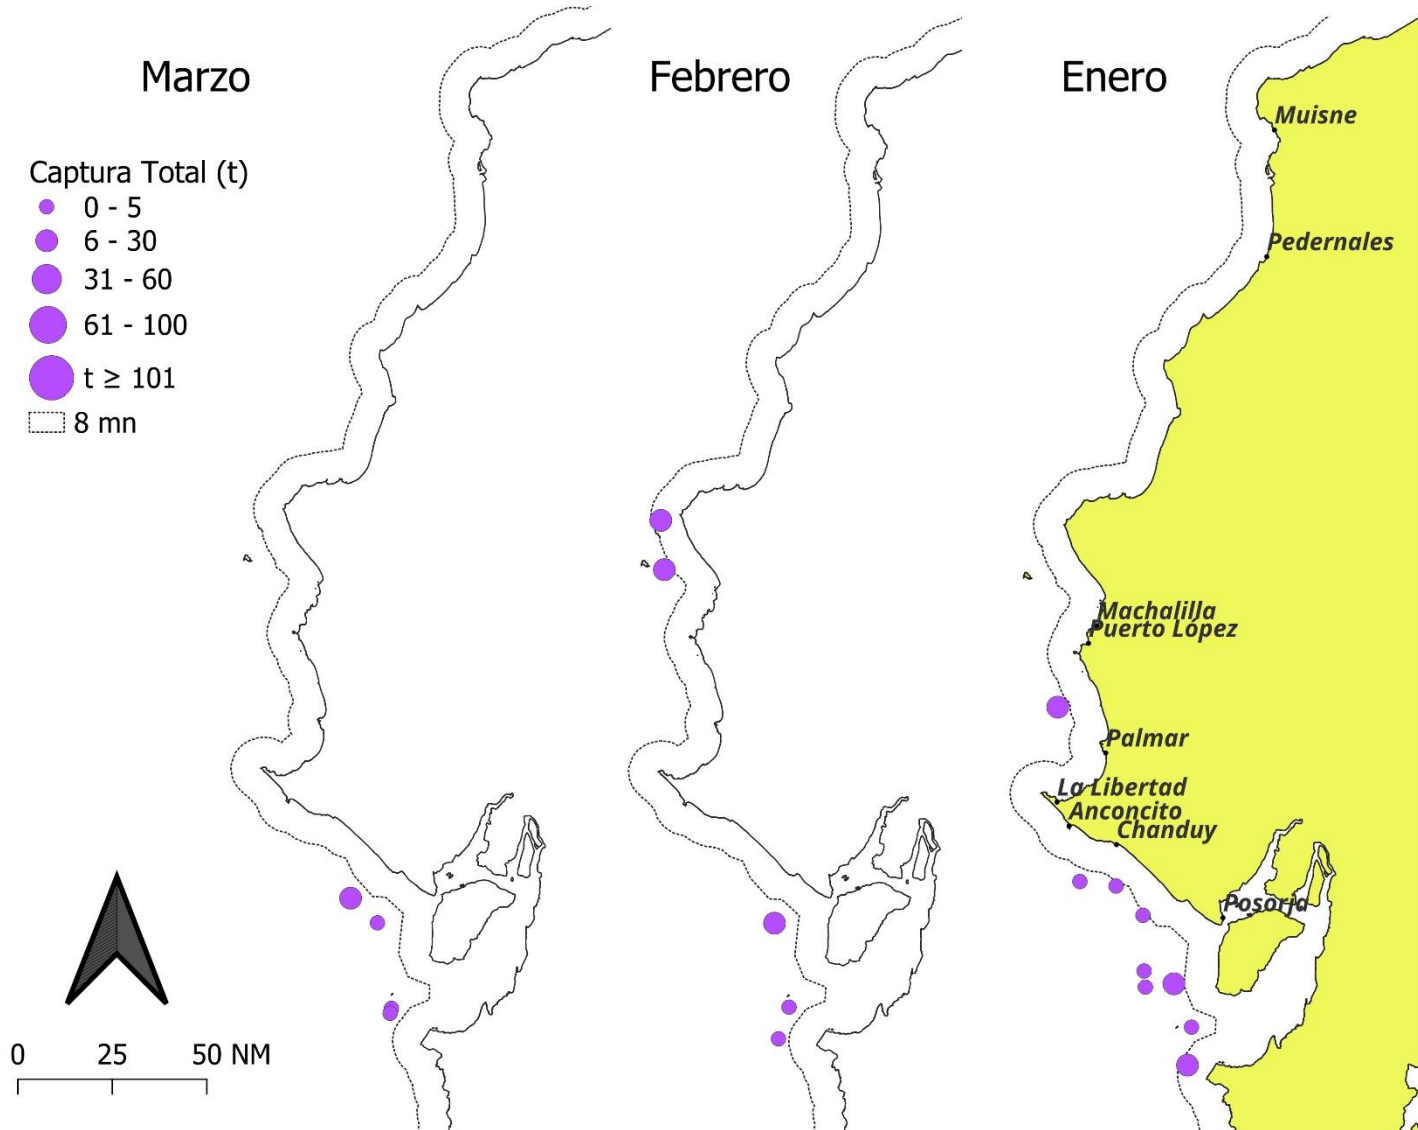 Marzo
Febrero
Enero
Captura Total (t)
0 - 5
6 - 30
31 - 60
61 - 100
t ≥ 101
8 mn
Muisne
Pedernales
Machalilla
Puerto López
Palmar
La Libertad
Anconcito
Chanduy
Posorja
0 25 50 NM